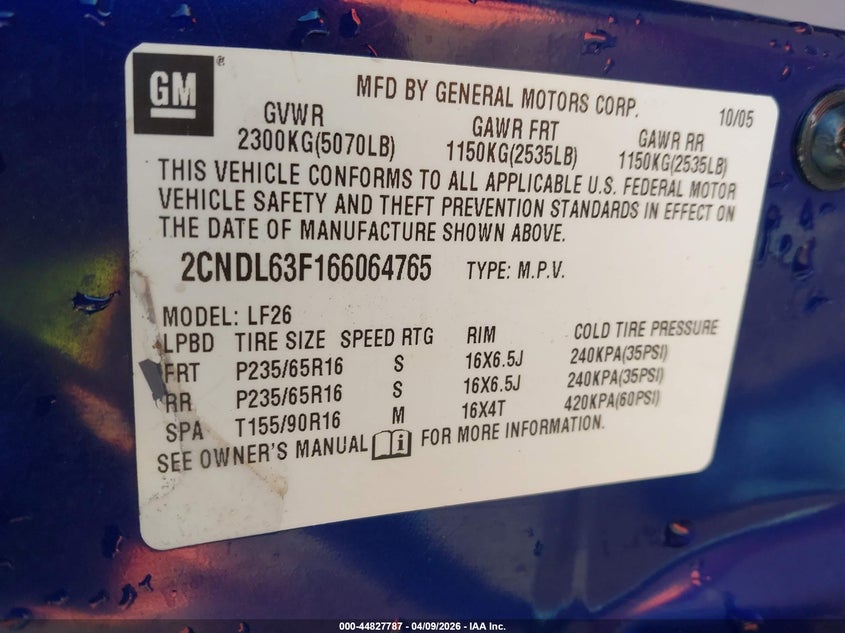 GM®
MFD BY GENERAL MOTORS CORP. 10/05
GVWR GAWR FRT GAWR RR
2300KG(5070LB) 1150KG(2535LB) 1150KG(2535LB)
THIS VEHICLE CONFORMS TO ALL APPLICABLE U.S. FEDERAL MOTOR
VEHICLE SAFETY AND THEFT PREVENTION STANDARDS IN EFFECT ON
THE DATE OF MANUFACTURE SHOWN ABOVE.
2CNDL63F166064765 TYPE: M.P.V.
MODEL: LF26
LPBD TIRE SIZE SPEED RTG RIM COLD TIRE PRESSURE
FRT P235/65R16 S 16X6.5J 240KPA(35PSI)
RR P235/65R16 S 16X6.5J 240KPA(35PSI)
SPA T155/90R16 M 16X4T 420KPA(60PSI)
SEE OWNER'S MANUAL i FOR MORE INFORMATION.
000-44827787 - 04/09/2026 - IAA Inc.